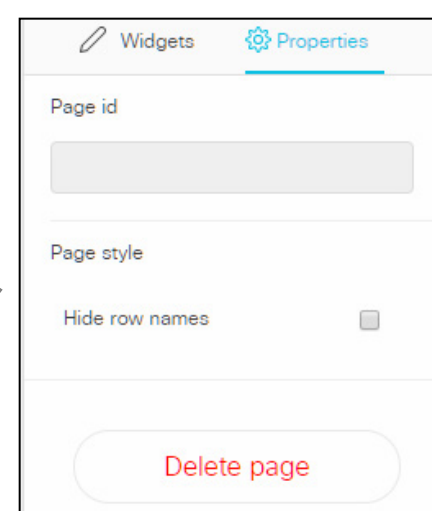 Widgets Properties
Page id
Page style
Hide row names
Delete page